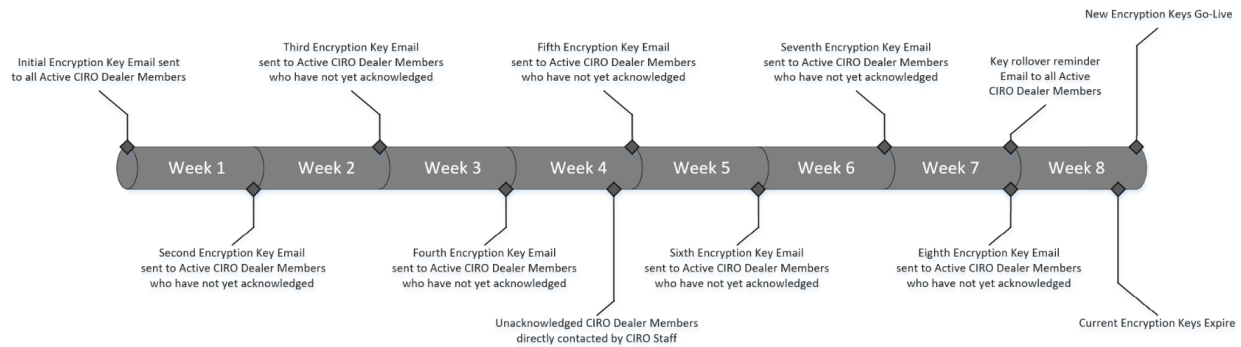 New Encryption Keys Go-Live
Initial Encryption Key Email sent
to all Active CIRO Dealer Members
Third Encryption Key Email
sent to Active CIRO Dealer Members
who have not yet acknowledged
Fifth Encryption Key Email
sent to Active CIRO Dealer Members
who have not yet acknowledged
Seventh Encryption Key Email
sent to Active CIRO Dealer Members
who have not yet acknowledged
Key rollover reminder
Email to all Active
CIRO Dealer Members
Week 1
Week 2
Week 3
Week 4
Week 5
Week 6
Week 7
Week 8
Second Encryption Key Email
sent to Active CIRO Dealer Members
who have not yet acknowledged
Fourth Encryption Key Email
sent to Active CIRO Dealer Members
who have not yet acknowledged
Sixth Encryption Key Email
sent to Active CIRO Dealer Members
who have not yet acknowledged
Eighth Encryption Key Email
sent to Active CIRO Dealer Members
who have not yet acknowledged
Unacknowledged CIRO Dealer Members
directly contacted by CIRO Staff
Current Encryption Keys Expire